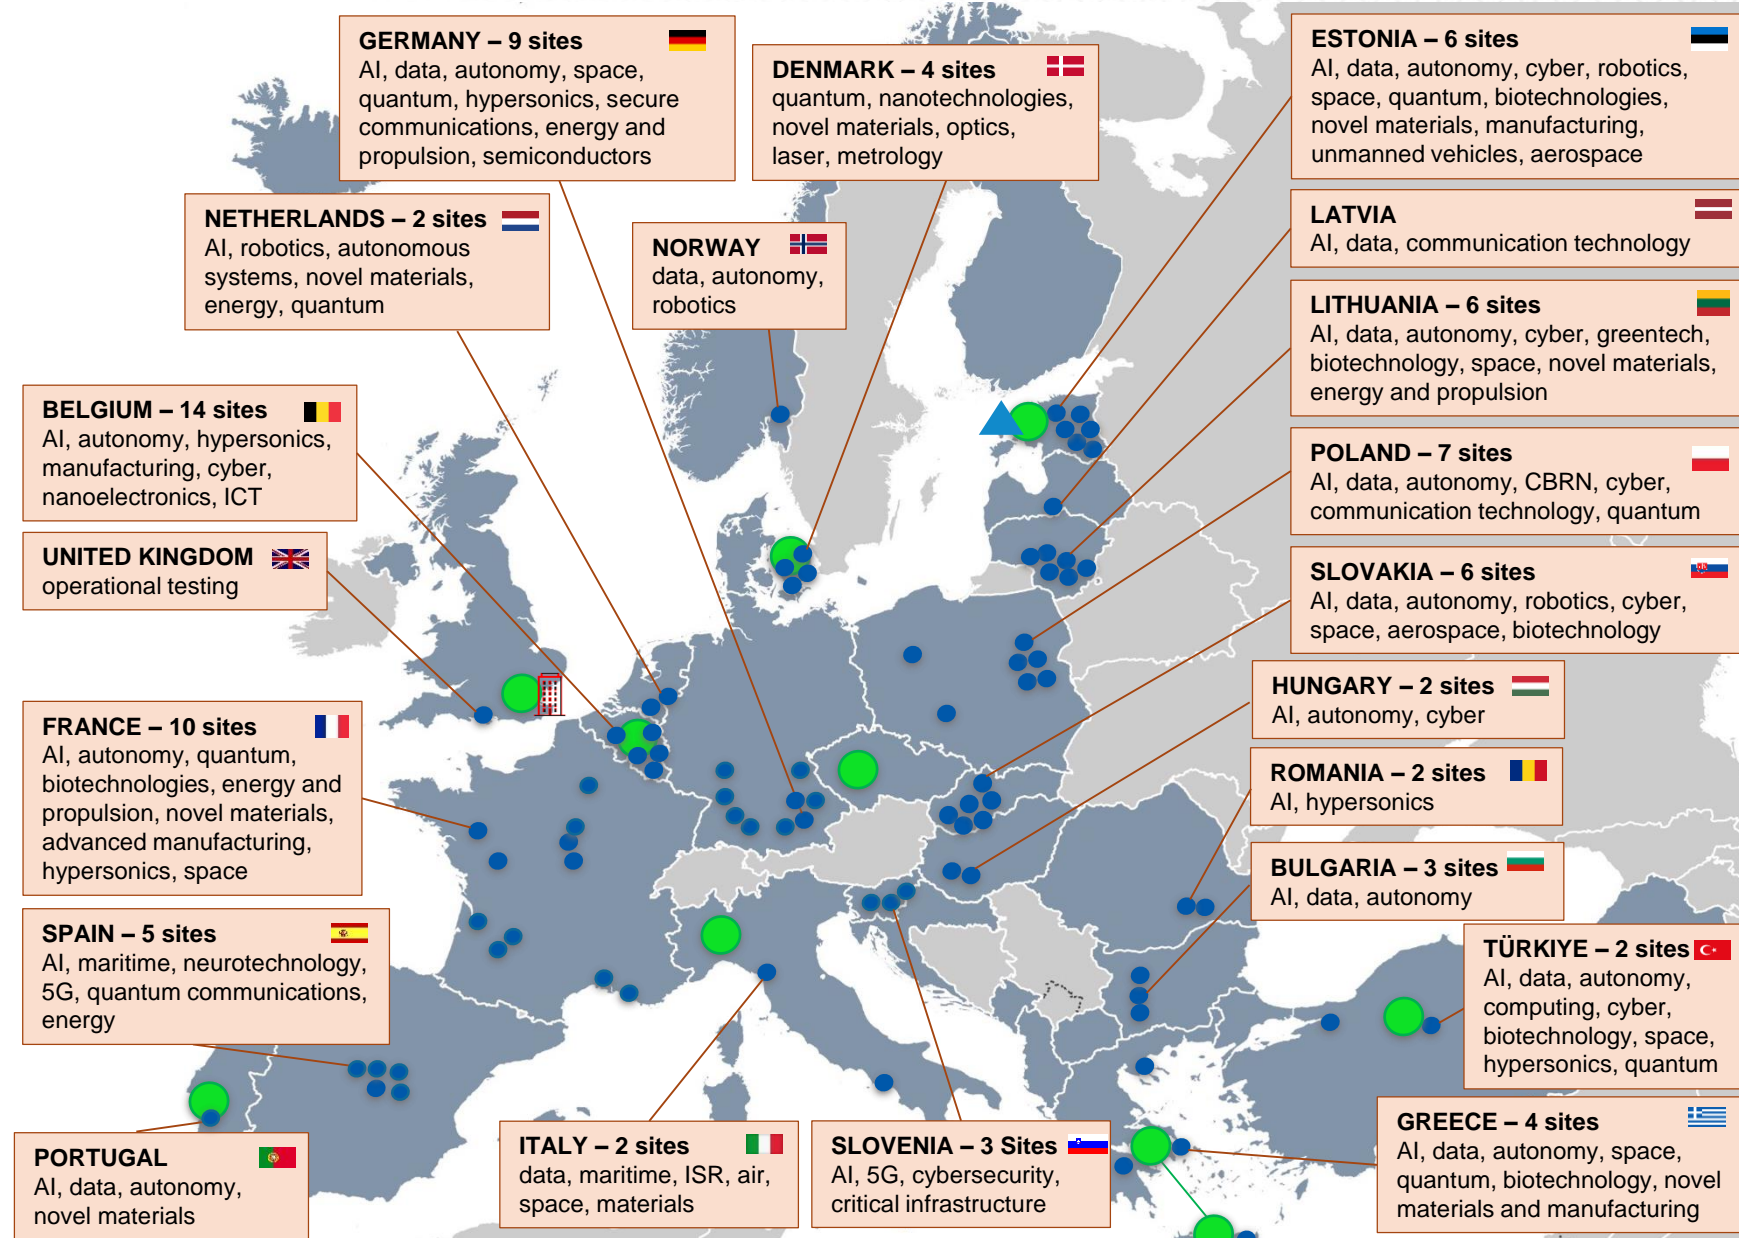 GERMANY – 9 sites
AI, data, autonomy, space,
quantum, hypersonics, secure
communications, energy and
propulsion, semiconductors
DENMARK – 4 sites
quantum, nanotechnologies,
novel materials, optics,
laser, metrology
ESTONIA – 6 sites
AI, data, autonomy, cyber, robotics,
space, quantum, biotechnologies,
novel materials, manufacturing,
unmanned vehicles, aerospace
NETHERLANDS – 2 sites
AI, robotics, autonomous
systems, novel materials,
energy, quantum
NORWAY
data, autonomy,
robotics
LATVIA
AI, data, communication technology
LITHUANIA – 6 sites
AI, data, autonomy, cyber, greentech,
biotechnology, space, novel materials,
energy and propulsion
BELGIUM – 14 sites
AI, autonomy, hypersonics,
manufacturing, cyber,
nanoelectronics, ICT
POLAND – 7 sites
AI, data, autonomy, CBRN, cyber,
communication technology, quantum
UNITED KINGDOM
operational testing
SLOVAKIA – 6 sites
AI, data, autonomy, robotics, cyber,
space, aerospace, biotechnology
HUNGARY – 2 sites
AI, autonomy, cyber
FRANCE – 10 sites
AI, autonomy, quantum,
biotechnologies, energy and
propulsion, novel materials,
advanced manufacturing,
hypersonics, space
ROMANIA – 2 sites
AI, hypersonics
BULGARIA – 3 sites
AI, data, autonomy
SPAIN – 5 sites
AI, maritime, neurotechnology,
5G, quantum communications,
energy
TÜRKIYE – 2 sites
AI, data, autonomy,
computing, cyber,
biotechnology, space,
hypersonics, quantum
PORTUGAL
AI, data, autonomy,
novel materials
ITALY – 2 sites
data, maritime, ISR, air,
space, materials
SLOVENIA – 3 Sites
AI, 5G, cybersecurity,
critical infrastructure
GREECE – 4 sites
AI, data, autonomy, space,
quantum, biotechnology, novel
materials and manufacturing